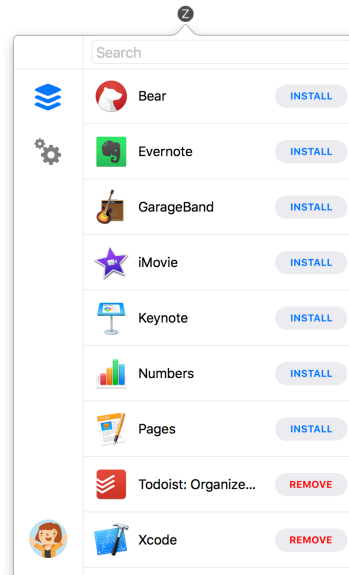 Z
Search
Bear INSTALL
Evernote INSTALL
GarageBand INSTALL
iMovie INSTALL
Keynote INSTALL
Numbers INSTALL
Pages INSTALL
Todoist: Organize... REMOVE
Xcode REMOVE